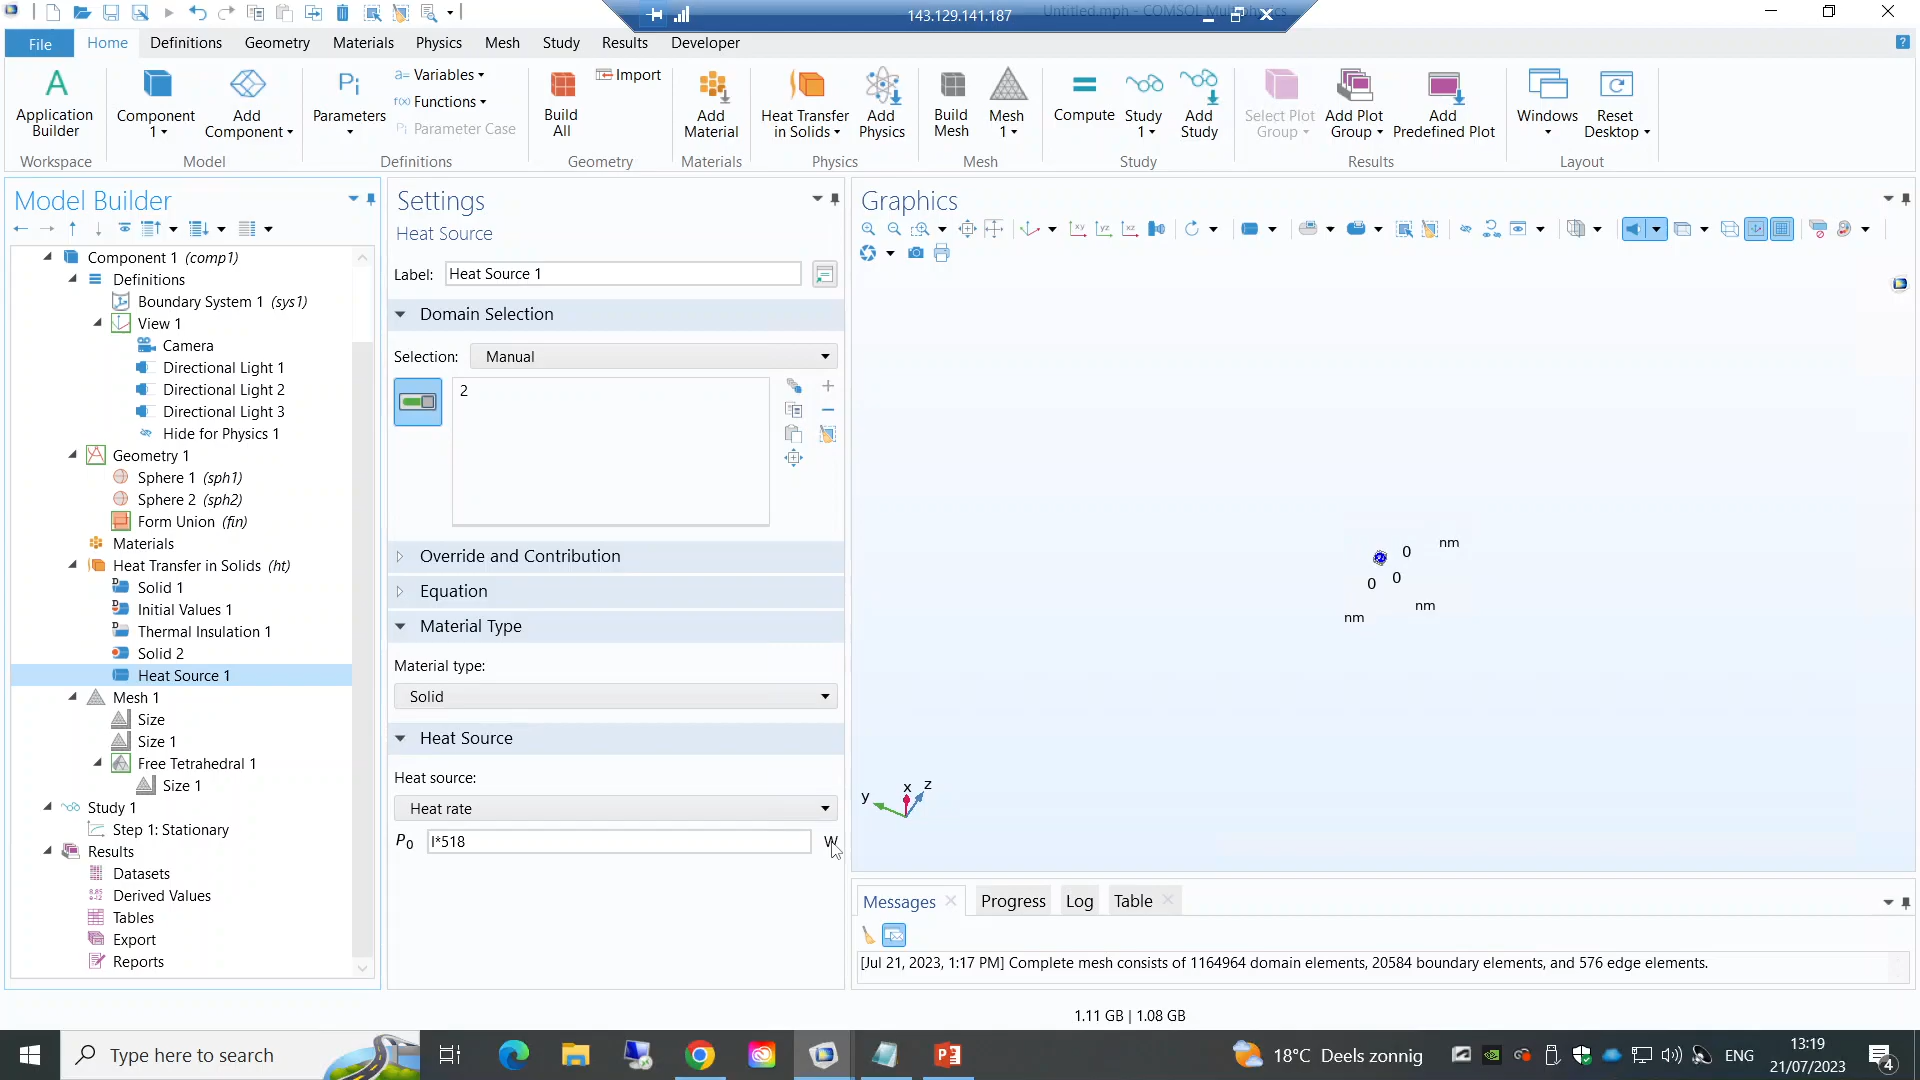 143.129.141.187
Untitled.mph - COMSOL Multiphysics
File
Home
Definitions
Geometry
Materials
Physics
Mesh
Study
Results
Developer
Application Builder
Workspace
Component 1
Add Component
Model
Pi
Parameters
a= Variables
f(x) Functions
Pi Parameter Case
Definitions
Build All
Import
Geometry
Add Material
Materials
Heat Transfer in Solids
Add Physics
Physics
Build Mesh
Mesh 1
Mesh
Compute
Study 1
Add Study
Study
Select Plot Group
Add Plot Group
Add Predefined Plot
Results
Windows
Reset Desktop
Layout
Model Builder
Component 1 (comp1)
Definitions
Boundary System 1 (sys1)
View 1
Camera
Directional Light 1
Directional Light 2
Directional Light 3
Hide for Physics 1
Geometry 1
Sphere 1 (sph1)
Sphere 2 (sph2)
Form Union (fin)
Materials
Heat Transfer in Solids (ht)
Solid 1
Initial Values 1
Thermal Insulation 1
Solid 2
Heat Source 1
Mesh 1
Size
Size 1
Free Tetrahedral 1
Size 1
Study 1
Step 1: Stationary
Results
Datasets
Derived Values
Tables
Export
Reports
Settings
Heat Source
Label: Heat Source 1
Domain Selection
Selection: Manual
2
Override and Contribution
Equation
Material Type
Material type:
Solid
Heat Source
Heat source:
Heat rate
P0 I*518 W
Graphics
0 nm
0 0
nm nm
y x z
Messages
Progress
Log
Table
[Jul 21, 2023, 1:17 PM] Complete mesh consists of 1164964 domain elements, 20584 boundary elements, and 576 edge elements.
1.11 GB | 1.08 GB
Type here to search
18°C Deels zonnig
ENG
13:19
21/07/2023
4